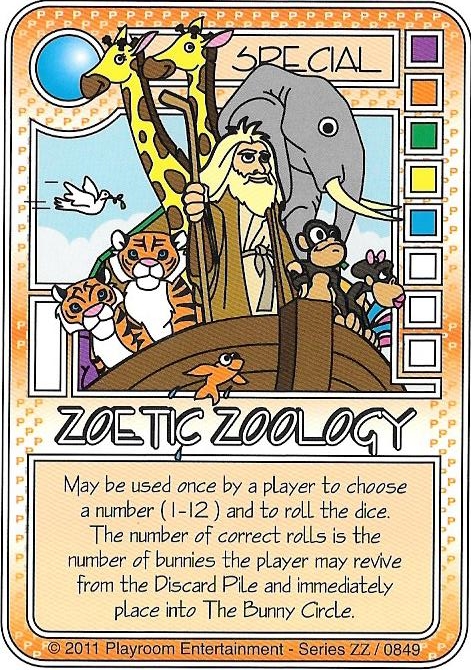 SPECIAL
ZOETIC ZOOLOGY
May be used once by a player to choose
a number (1-12) and to roll the dice.
The number of correct rolls is the
number of bunnies the player may revive
from the Discard Pile and immediately
place into The Bunny Circle.
© 2011 Playroom Entertainment - Series ZZ / 0849